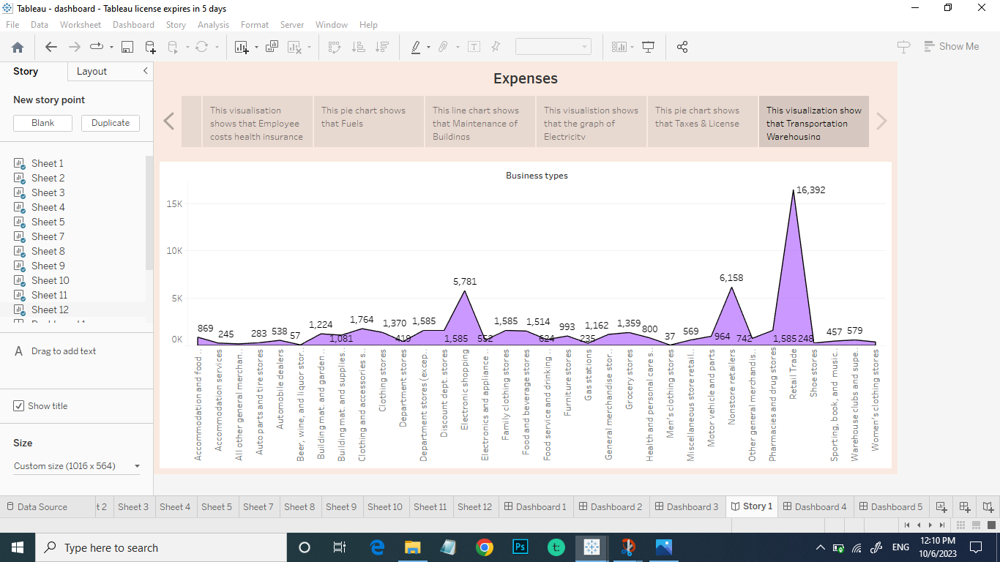 Tableau - dashboard - Tableau license expires in 5 days
File Data Worksheet Dashboard Story Analysis Format Server Window Help
Show Me
Story Layout
New story point
Blank Duplicate
Sheet 1
Sheet 2
Sheet 3
Sheet 4
Sheet 5
Sheet 7
Sheet 8
Sheet 9
Sheet 10
Sheet 11
Sheet 12
A Drag to add text
Show title
Size
Custom size (1016 x 564)
Expenses
This visualisation
shows that Employee
costs health insurance
This pie chart shows
that Fuels
This line chart shows
that Maintenance of
Buildings
This visualistion shows
that the graph of
Electricity
This pie chart shows
that Taxes & License
This visualization show
that Transportation
Warehousing
Business types
15K
10K
5K
0K
869
245
283
538
57
1,224
1,081
1,764
1,370
419
1,585
1,585
5,781
552
1,585
1,514
624
993
235
1,162
1,359
800
37
569
964
6,158
742
1,585
16,392
248
457
579
Accommodation and food ..
Accommodation services
All other general merchan..
Auto parts and tire stores
Automobile dealers
Beer, wine, and liquor stor..
Building mat. and garden ..
Building mat. and supplies..
Clothing and accessories s..
Clothing stores
Department stores
Department stores (excep..
Discount dept. stores
Electronic shopping
Electronics and appliance ..
Family clothing stores
Food and beverage stores
Food service and drinking ..
Furniture stores
Gas stations
General merchandise stor..
Grocery stores
Health and personal care s..
Men's clothing stores
Miscellaneous store retail..
Motor vehicle and parts
Nonstore retailers
Other general merchandis..
Pharmacies and drug stores
Retail Trade
Shoe stores
Sporting, book, and music..
Warehouse clubs and supe..
Women's clothing stores
Data Source t 2 Sheet 3 Sheet 4 Sheet 5 Sheet 7 Sheet 8 Sheet 9 Sheet 10 Sheet 11 Sheet 12 Dashboard 1 Dashboard 2 Dashboard 3 Story 1 Dashboard 4 Dashboard 5
Type here to search
Ps
t:
ENG
12:10 PM
10/6/2023